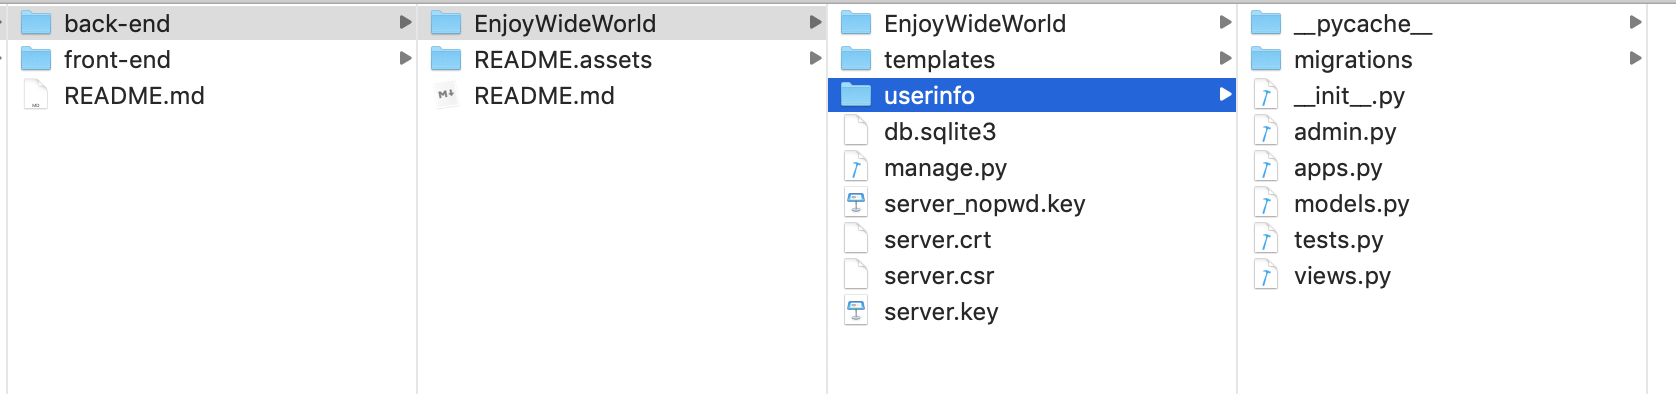 back-end
front-end
README.md
EnjoyWideWorld
README.assets
README.md
EnjoyWideWorld
templates
userinfo
db.sqlite3
manage.py
server_nopwd.key
server.crt
server.csr
server.key
__pycache__
migrations
__init__.py
admin.py
apps.py
models.py
tests.py
views.py